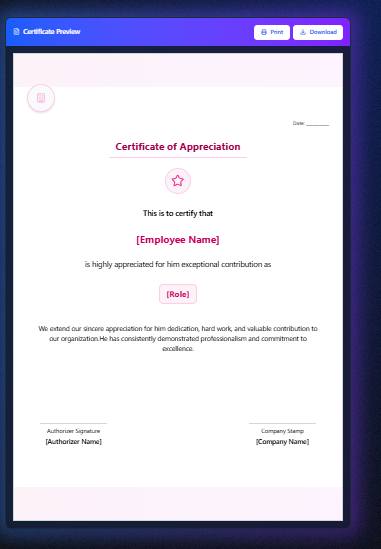 Certificate Preview
Print
Download
Date: ________
Certificate of Appreciation
This is to certify that
[Employee Name]
is highly appreciated for him exceptional contribution as
[Role]
We extend our sincere appreciation for him dedication, hard work, and valuable contribution to
our organization.He has consistently demonstrated professionalism and commitment to
excellence.
Authorizer Signature
[Authorizer Name]
Company Stamp
[Company Name]